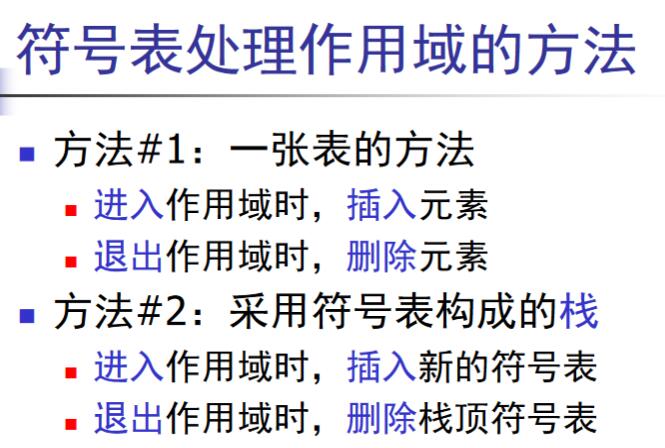 符号表处理作用域的方法
方法#1：一张表的方法
进入作用域时，插入元素
退出作用域时，删除元素
方法#2：采用符号表构成的栈
进入作用域时，插入新的符号表
退出作用域时，删除栈顶符号表